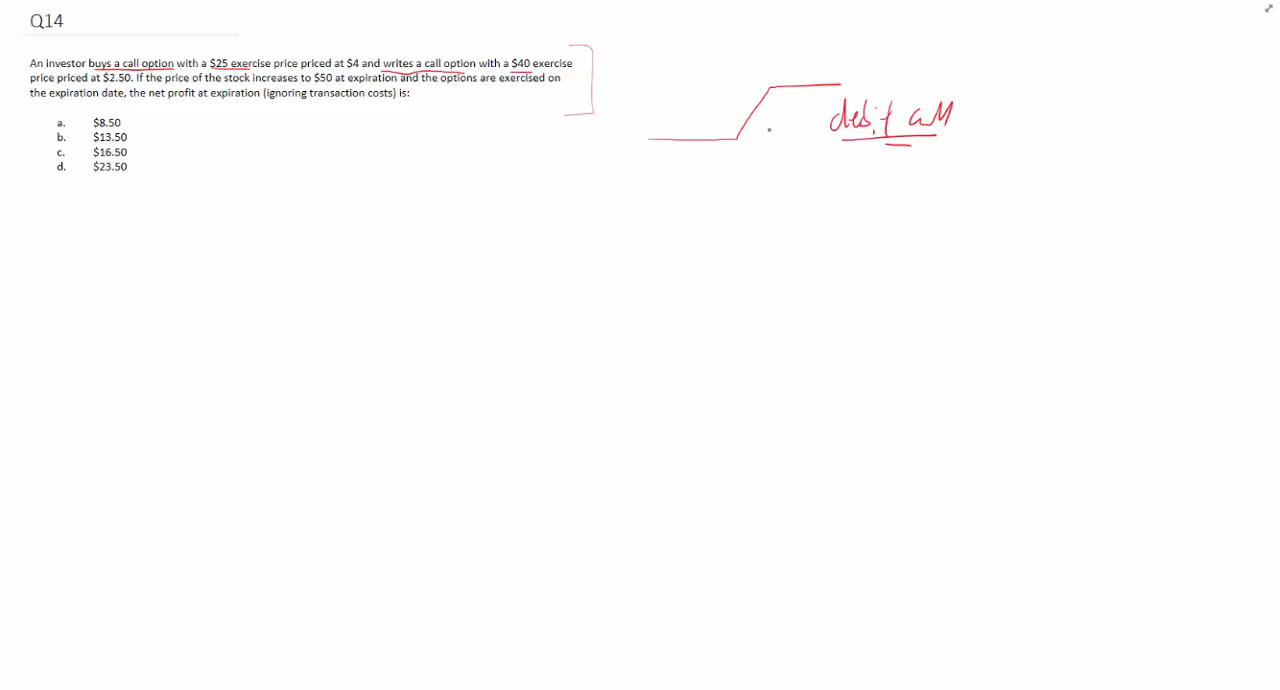 Q14
An investor buys a call option with a $25 exercise price priced at $4 and writes a call option with a $40 exercise
price priced at $2.50. If the price of the stock increases to $50 at expiration and the options are exercised on
the expiration date, the net profit at expiration (ignoring transaction costs) is:
a. $8.50
b. $13.50
c. $16.50
d. $23.50
debit call